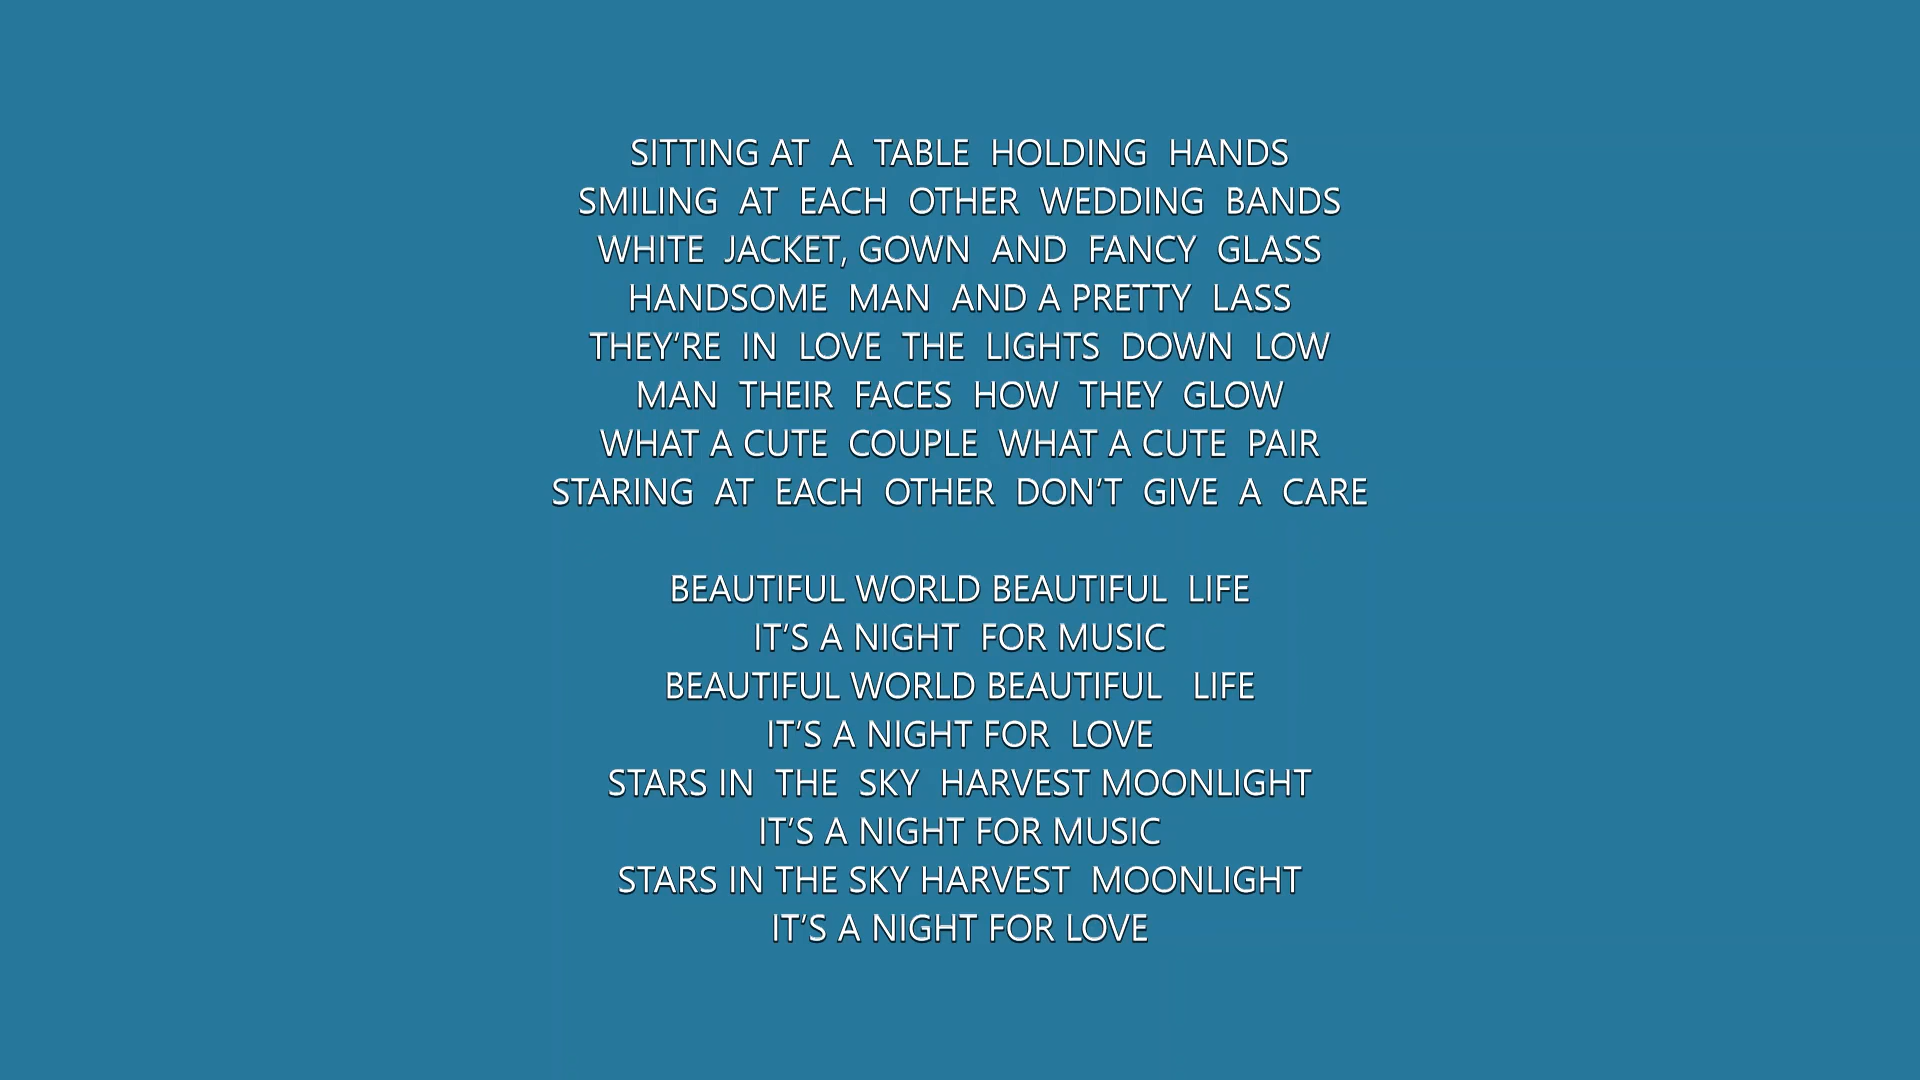 SITTING AT A TABLE HOLDING HANDS
SMILING AT EACH OTHER WEDDING BANDS
WHITE JACKET, GOWN AND FANCY GLASS
HANDSOME MAN AND A PRETTY LASS
THEY'RE IN LOVE THE LIGHTS DOWN LOW
MAN THEIR FACES HOW THEY GLOW
WHAT A CUTE COUPLE WHAT A CUTE PAIR
STARING AT EACH OTHER DON'T GIVE A CARE
BEAUTIFUL WORLD BEAUTIFUL LIFE
IT'S A NIGHT FOR MUSIC
BEAUTIFUL WORLD BEAUTIFUL LIFE
IT'S A NIGHT FOR LOVE
STARS IN THE SKY HARVEST MOONLIGHT
IT'S A NIGHT FOR MUSIC
STARS IN THE SKY HARVEST MOONLIGHT
IT'S A NIGHT FOR LOVE